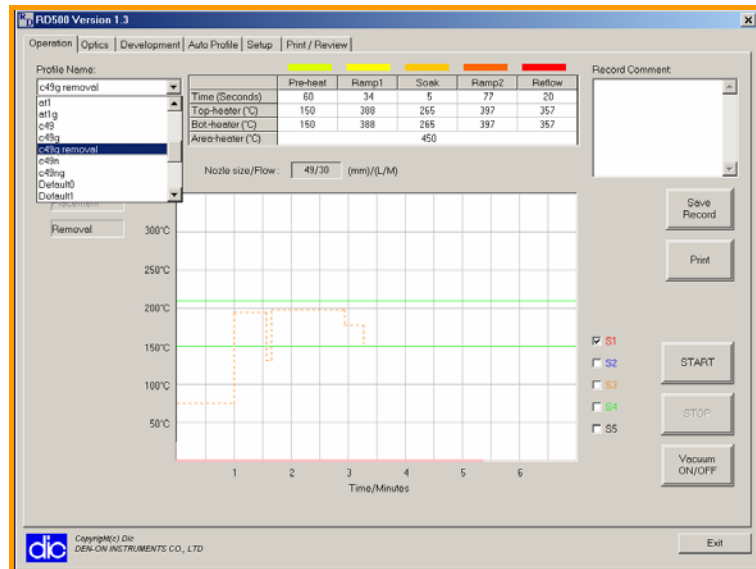 RD500 Version 1.3
Operation Optics Development Auto Profile Setup Print / Review
Profile Name:
c49g removal
at1
at1g
c49
c49g
c49g removal
c49n
c49ng
Default0
Default1
Placement
Removal
Pre-heat Ramp1 Soak Ramp2 Reflow
Time (Seconds) 60 34 5 77 20
Top-heater (°C) 150 388 265 397 357
Bot-heater (°C) 150 388 265 397 357
Area-heater (°C) 450
Nozle size/Flow: 49/30 (mm)/(L/M)
Record Comment:
Save Record
Print
300°C
250°C
200°C
150°C
100°C
50°C
1 2 3 4 5 6
Time/Minutes
S1
S2
S3
S4
S5
START
STOP
Vacuum ON/OFF
dic
Copyright(c) Dic
DEN-ON INSTRUMENTS CO., LTD
Exit